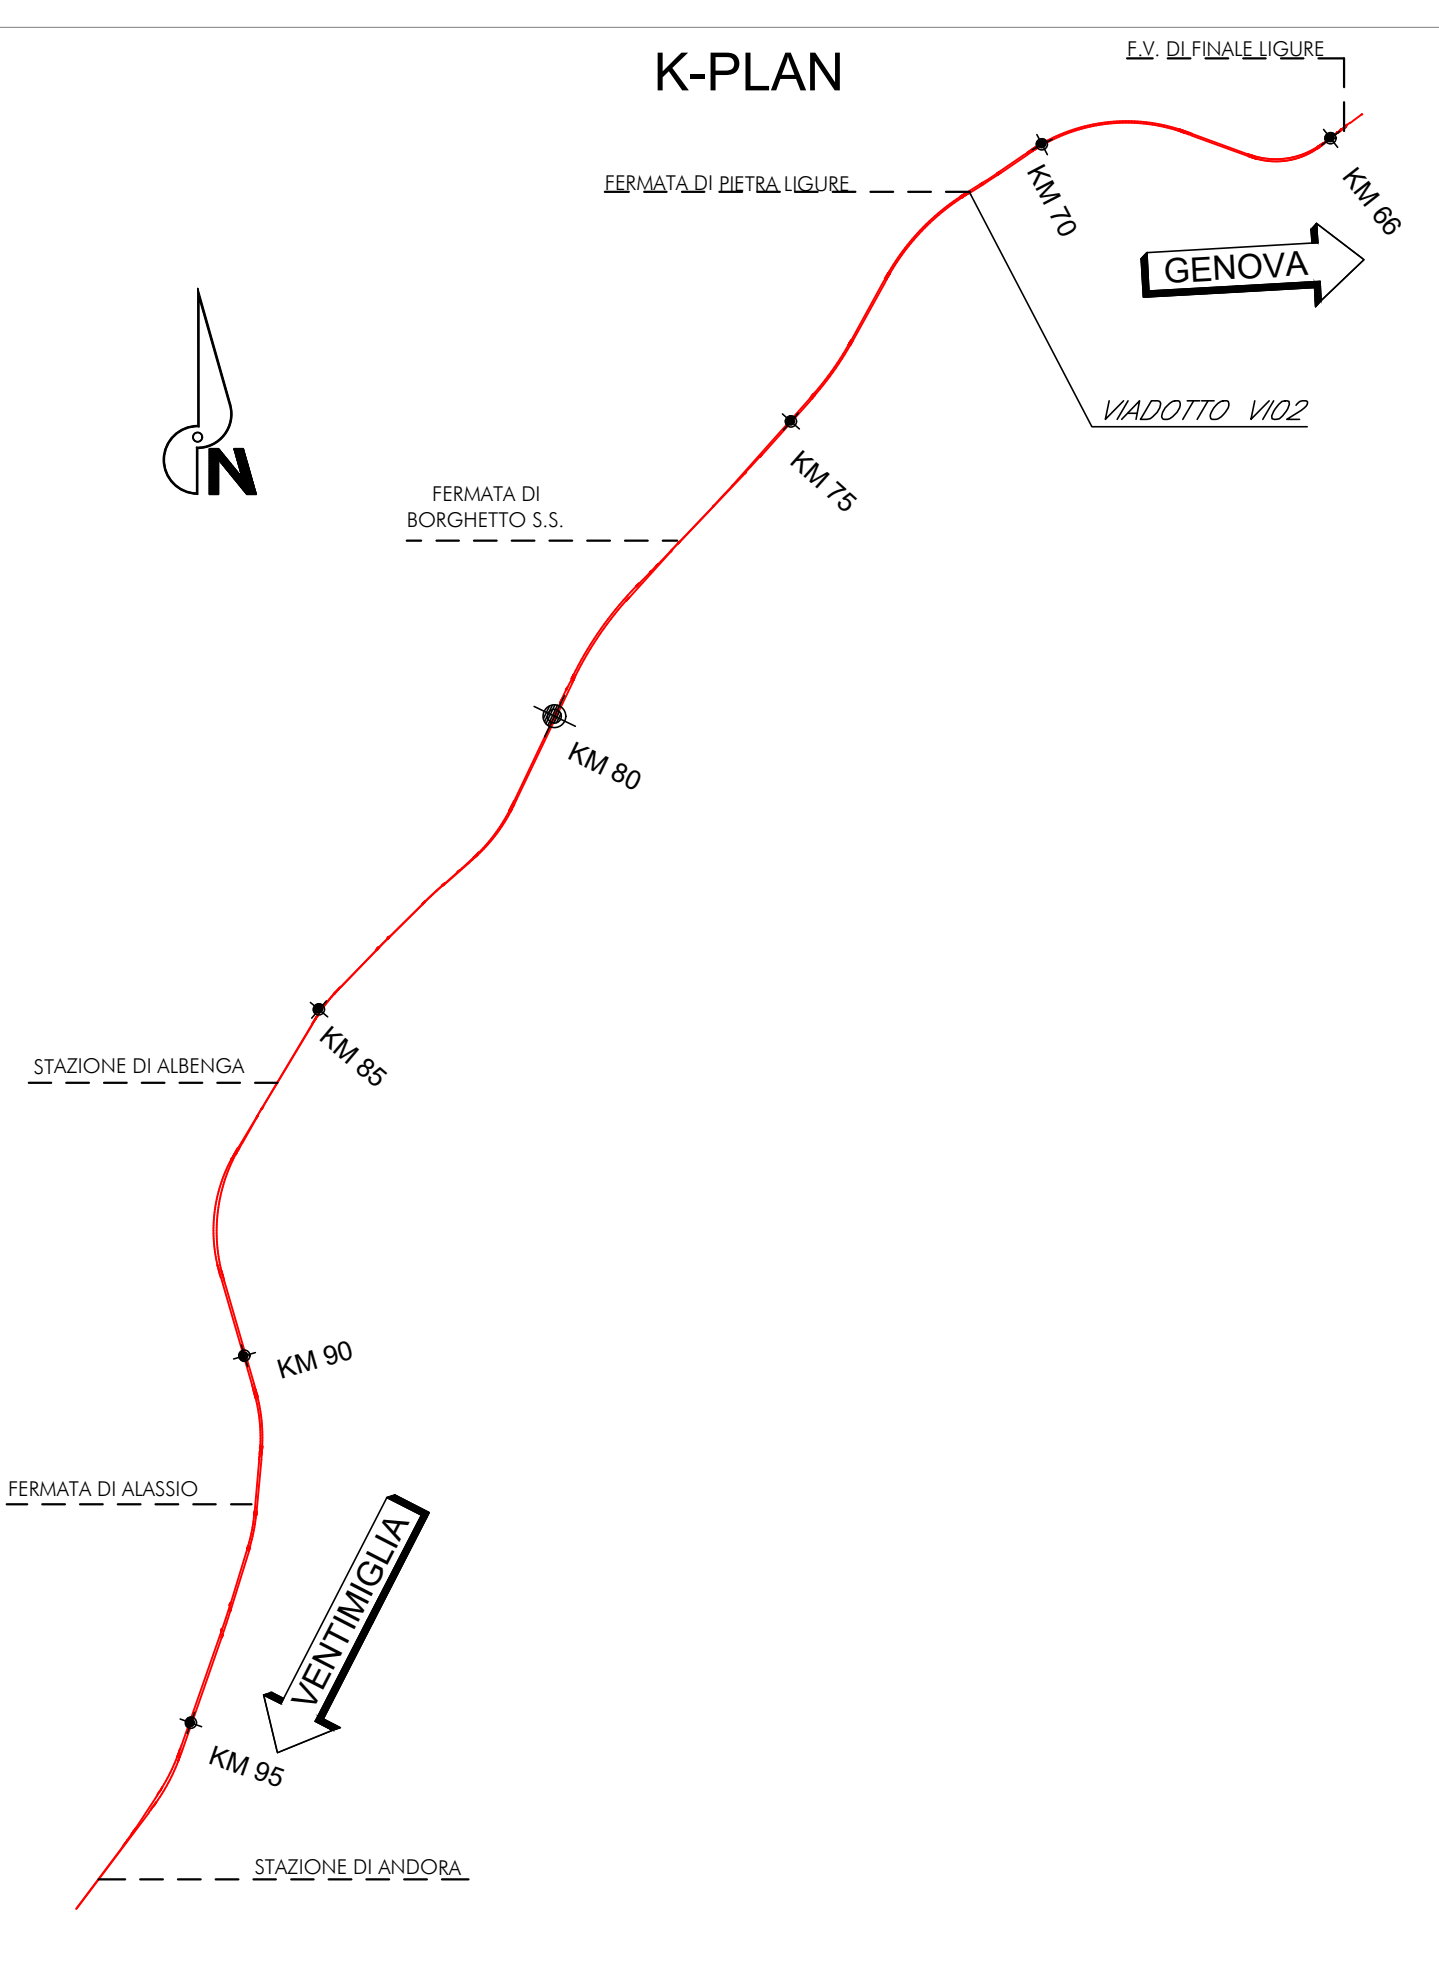 K-PLAN
F.V. DI FINALE LIGURE
FERMATA DI PIETRA LIGURE
KM 70
KM 66
GENOVA
VIADOTTO VI02
N
KM 75
FERMATA DI
BORGHETTO S.S.
KM 80
KM 85
STAZIONE DI ALBENGA
KM 90
FERMATA DI ALASSIO
VENTIMIGLIA
KM 95
STAZIONE DI ANDORA